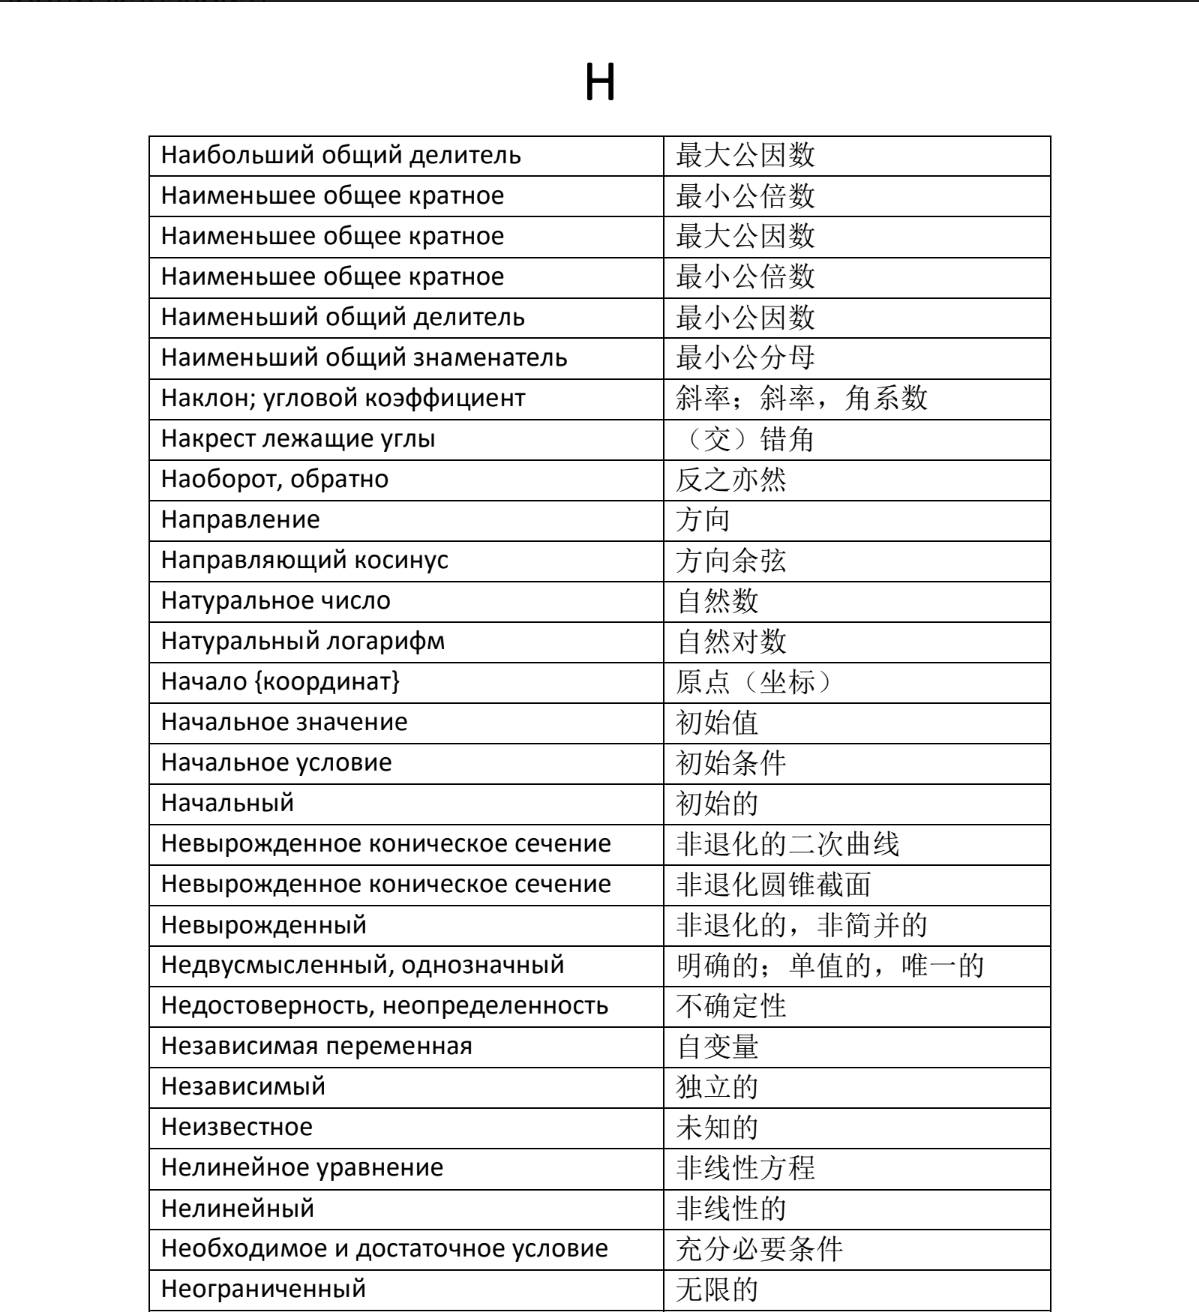 Н
Наибольший общий делитель 最大公因数
Наименьшее общее кратное 最小公倍数
Наименьшее общее кратное 最大公因数
Наименьшее общее кратное 最小公倍数
Наименьший общий делитель 最小公因数
Наименьший общий знаменатель 最小公分母
Наклон; угловой коэффициент 斜率；斜率，角系数
Накрест лежащие углы （交）错角
Наоборот, обратно 反之亦然
Направление 方向
Направляющий косинус 方向余弦
Натуральное число 自然数
Натуральный логарифм 自然对数
Начало {координат} 原点（坐标）
Начальное значение 初始值
Начальное условие 初始条件
Начальный 初始的
Невырожденное коническое сечение 非退化的二次曲线
Невырожденное коническое сечение 非退化圆锥截面
Невырожденный 非退化的，非简并的
Недвусмысленный, однозначный 明确的；单值的，唯一的
Недостоверность, неопределенность 不确定性
Независимая переменная 自变量
Независимый 独立的
Неизвестное 未知的
Нелинейное уравнение 非线性方程
Нелинейный 非线性的
Необходимое и достаточное условие 充分必要条件
Неограниченный 无限的